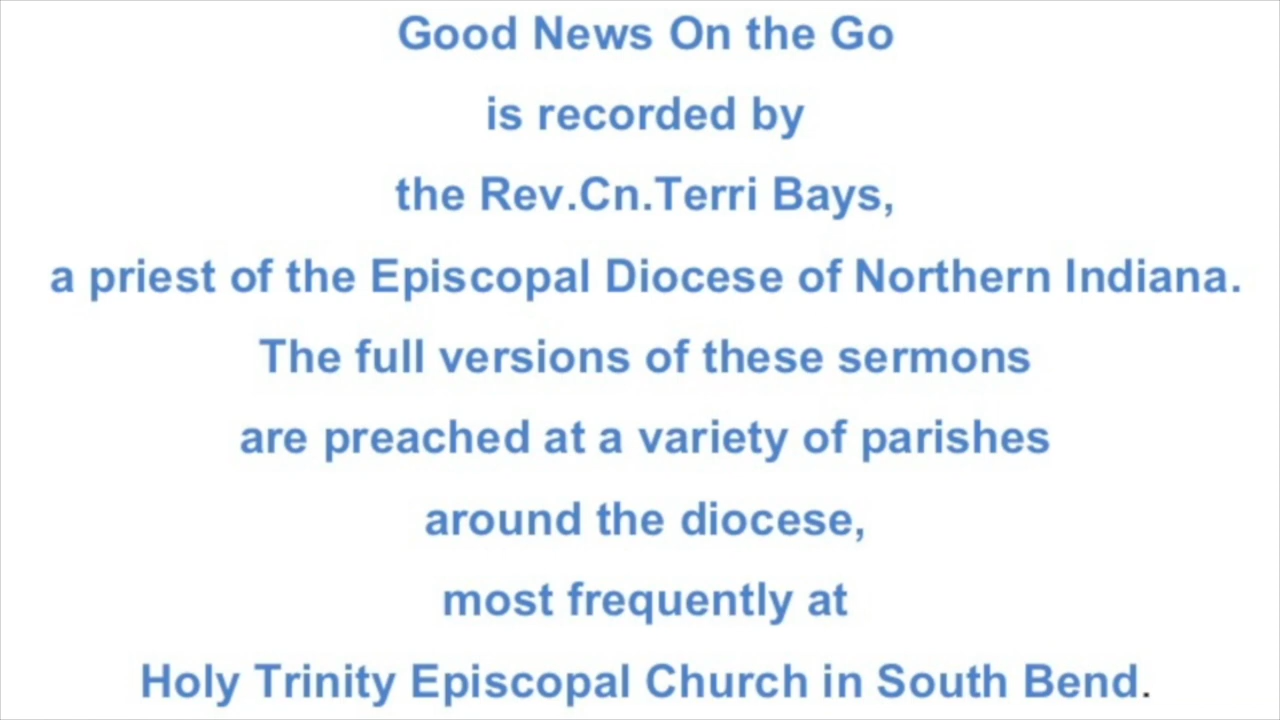 Good News On the Go
is recorded by
the Rev.Cn.Terri Bays,
a priest of the Episcopal Diocese of Northern Indiana.
The full versions of these sermons
are preached at a variety of parishes
around the diocese,
most frequently at
Holy Trinity Episcopal Church in South Bend.